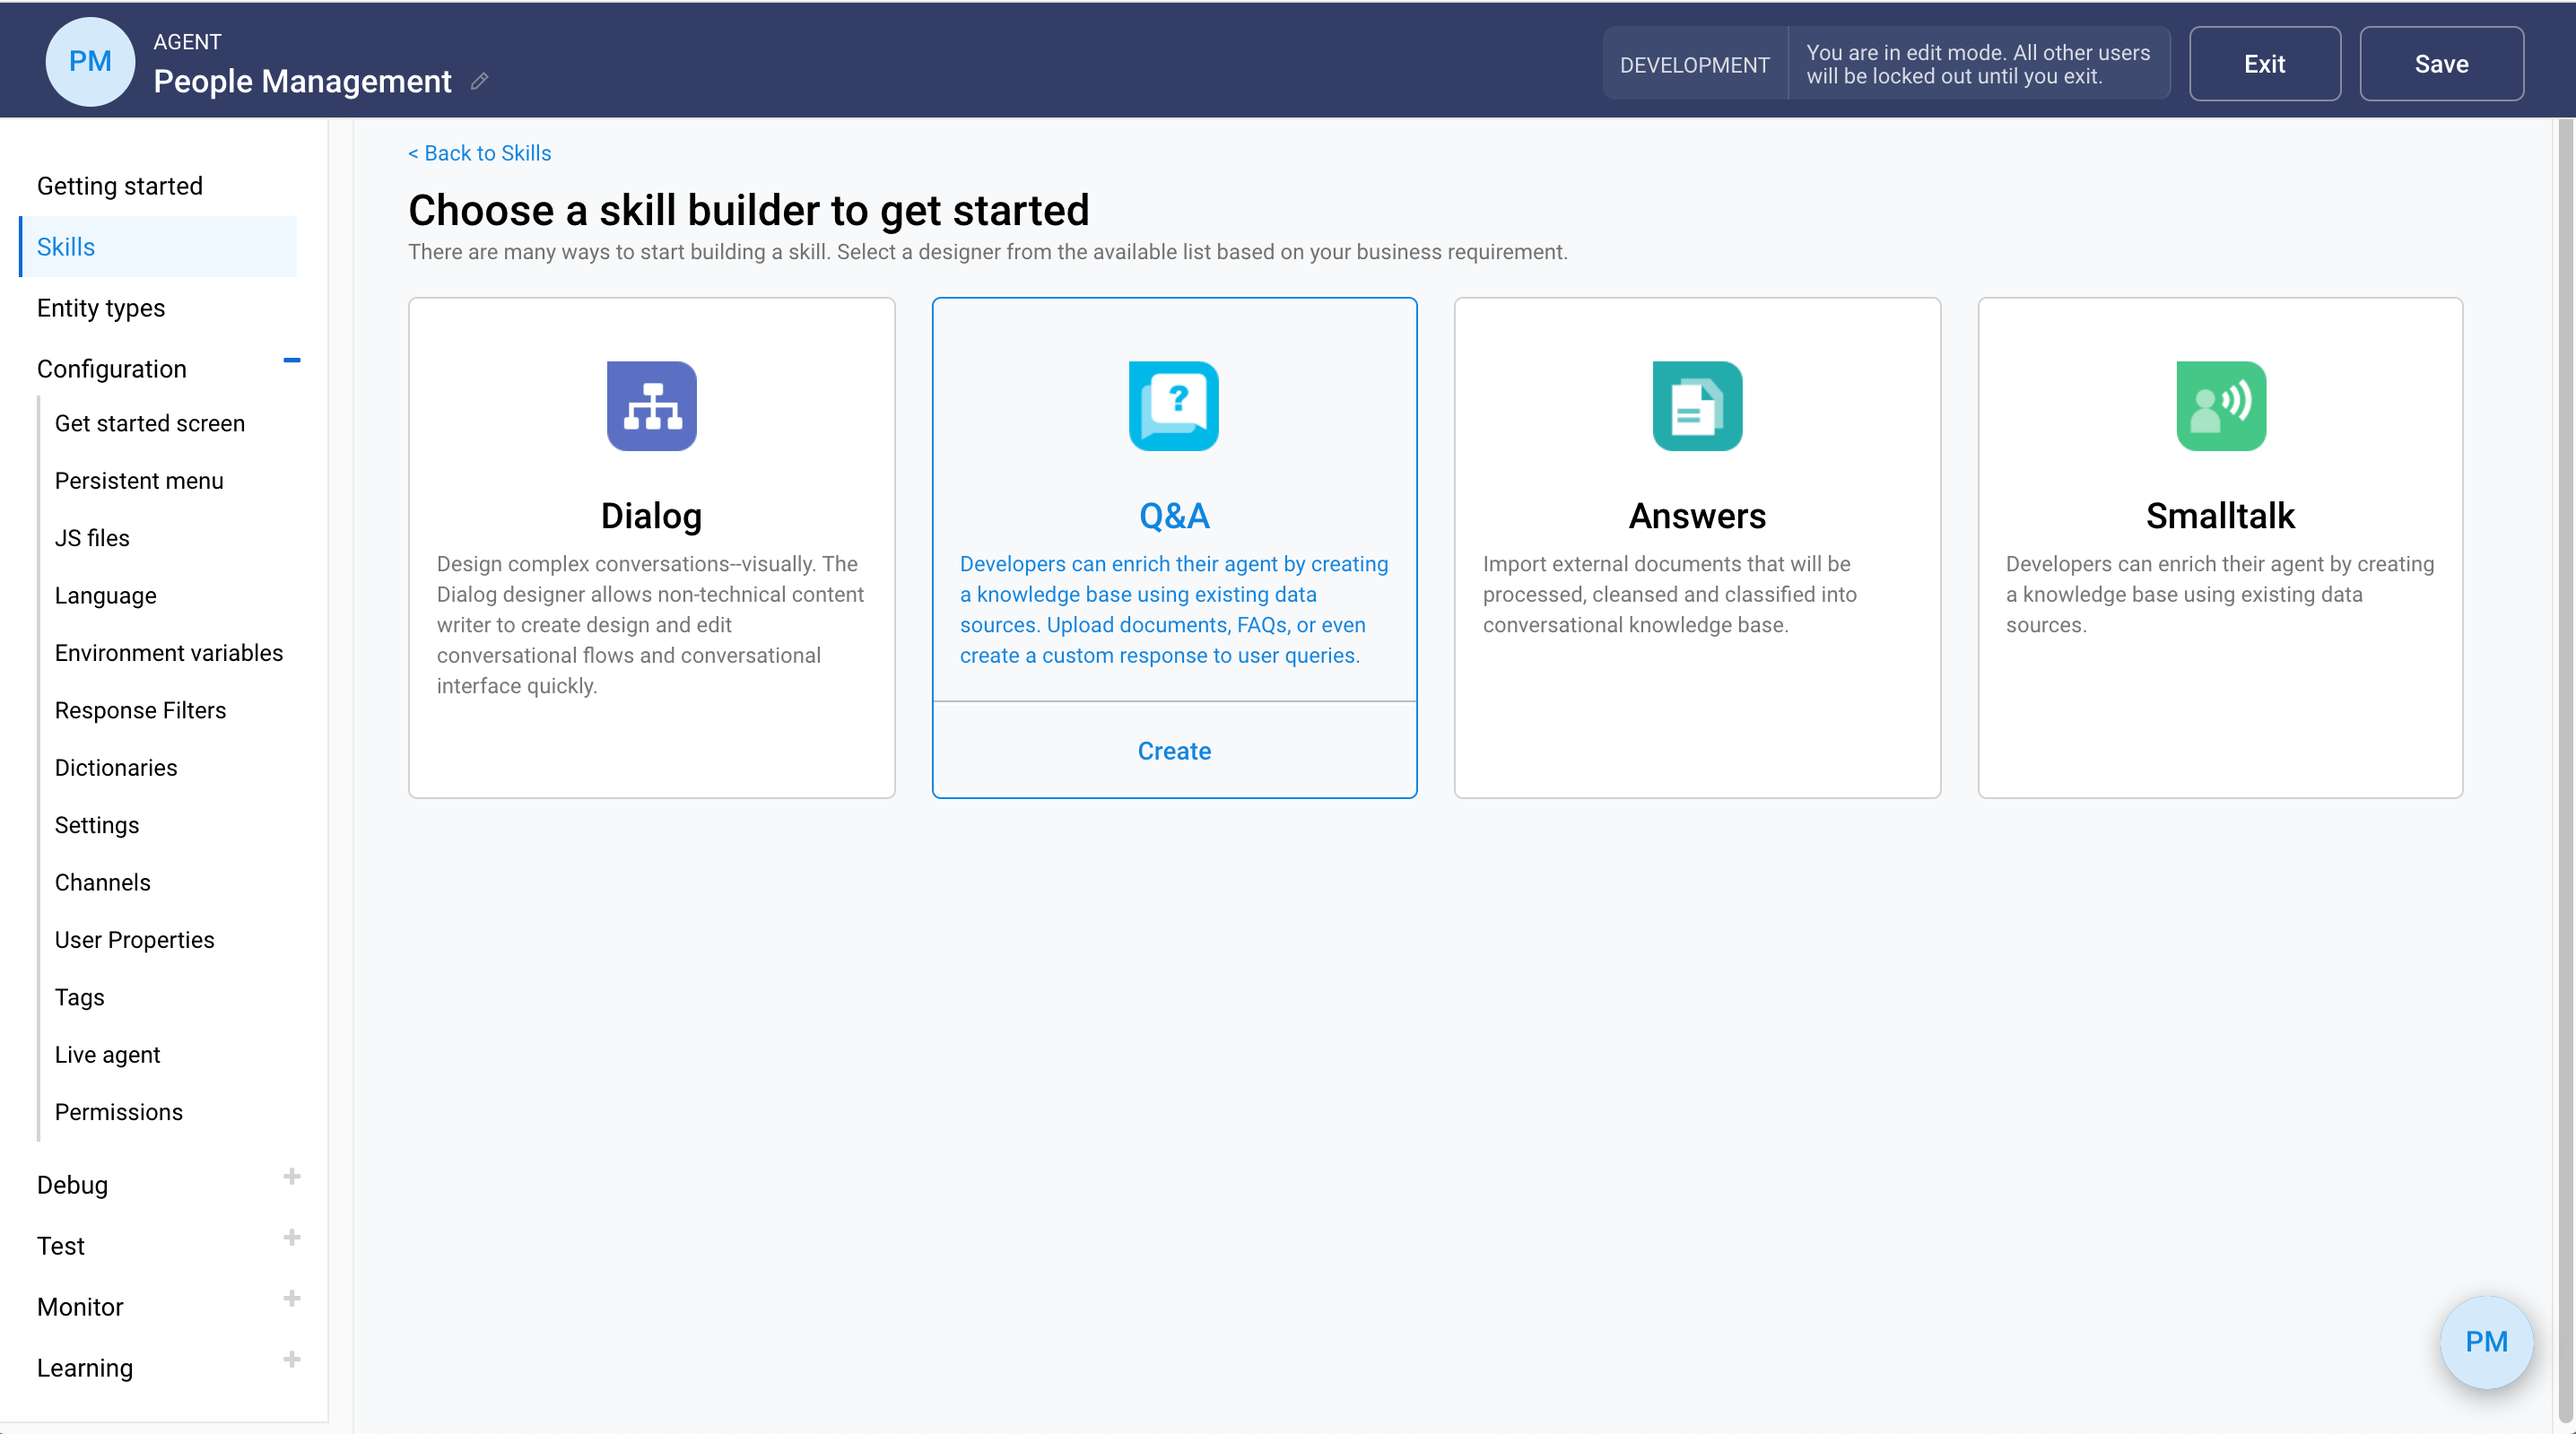 PM
AGENT
People Management
DEVELOPMENT
You are in edit mode. All other users
will be locked out until you exit.
Exit
Save
Getting started
Skills
Entity types
Configuration
Get started screen
Persistent menu
JS files
Language
Environment variables
Response Filters
Dictionaries
Settings
Channels
User Properties
Tags
Live agent
Permissions
Debug
Test
Monitor
Learning
< Back to Skills
Choose a skill builder to get started
There are many ways to start building a skill. Select a designer from the available list based on your business requirement.
Dialog
Design complex conversations--visually. The
Dialog designer allows non-technical content
writer to create design and edit
conversational flows and conversational
interface quickly.
?
Q&A
Developers can enrich their agent by creating
a knowledge base using existing data
sources. Upload documents, FAQs, or even
create a custom response to user queries.
Create
Answers
Import external documents that will be
processed, cleansed and classified into
conversational knowledge base.
Smalltalk
Developers can enrich their agent by creating
a knowledge base using existing data
sources.
PM